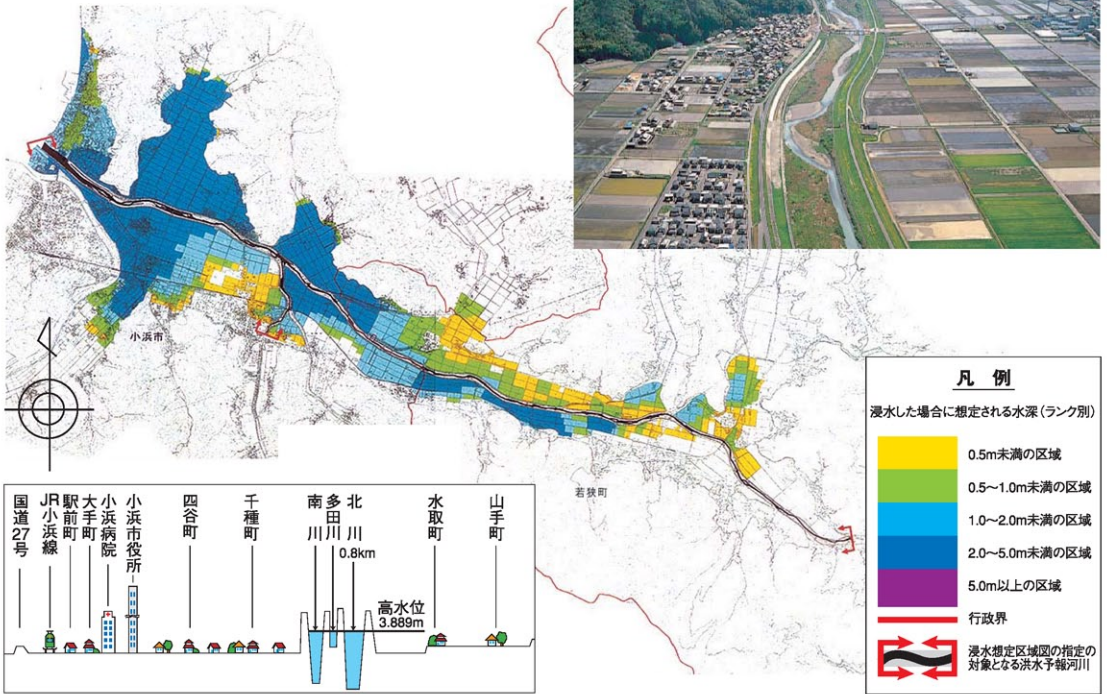 小浜市
若狭町
凡例
浸水した場合に想定される水深(ランク別)
0.5m未満の区域
0.5〜1.0m未満の区域
1.0〜2.0m未満の区域
2.0〜5.0m未満の区域
5.0m以上の区域
行政界
浸水想定区域図の指定の
対象となる洪水予報河川
国道27号
JR小浜線
駅前町
大手町
小浜病院
小浜市役所
四谷町
千種町
南川
多田川
北川
0.8km
高水位
3.889m
水取町
山手町